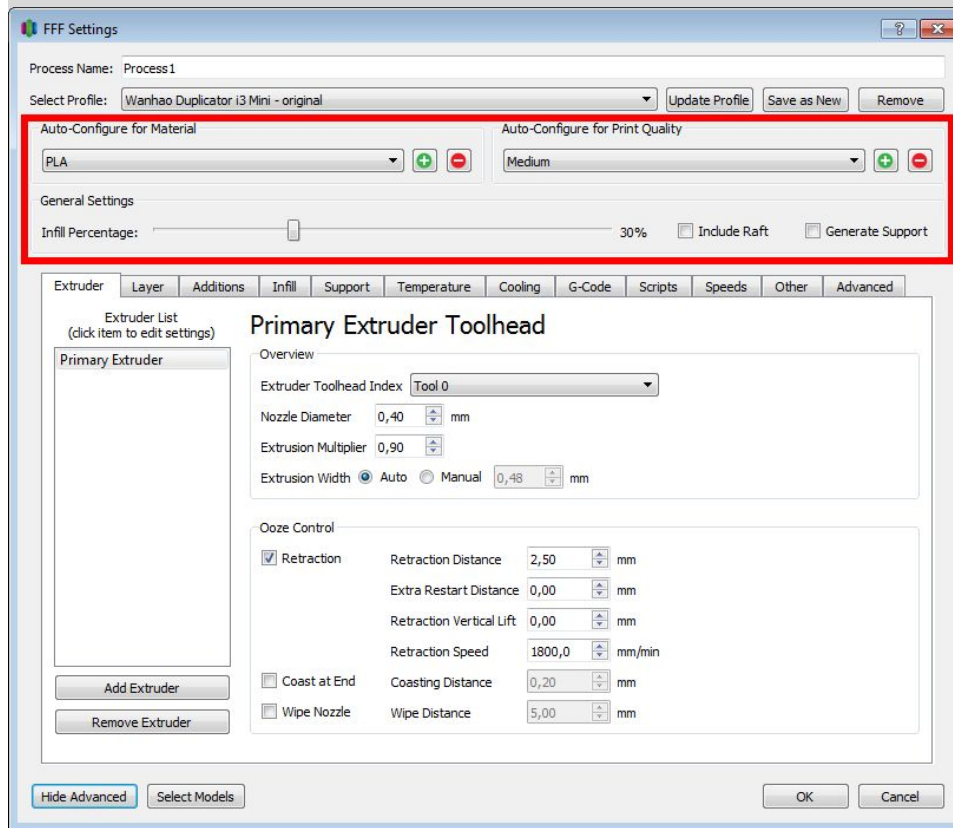 FFF Settings
Process Name: Process1
Select Profile: Wanhao Duplicator i3 Mini - original Update Profile Save as New Remove
Auto-Configure for Material Auto-Configure for Print Quality
PLA Medium
General Settings
Infill Percentage: 30% Include Raft Generate Support
Extruder Layer Additions Infill Support Temperature Cooling G-Code Scripts Speeds Other Advanced
Extruder List
(click item to edit settings)
Primary Extruder
Add Extruder
Remove Extruder
Primary Extruder Toolhead
Overview
Extruder Toolhead Index Tool 0
Nozzle Diameter 0,40 mm
Extrusion Multiplier 0,90
Extrusion Width Auto Manual 0,48 mm
Ooze Control
Retraction Retraction Distance 2,50 mm
Extra Restart Distance 0,00 mm
Retraction Vertical Lift 0,00 mm
Retraction Speed 1800,0 mm/min
Coast at End Coasting Distance 0,20 mm
Wipe Nozzle Wipe Distance 5,00 mm
Hide Advanced Select Models OK Cancel